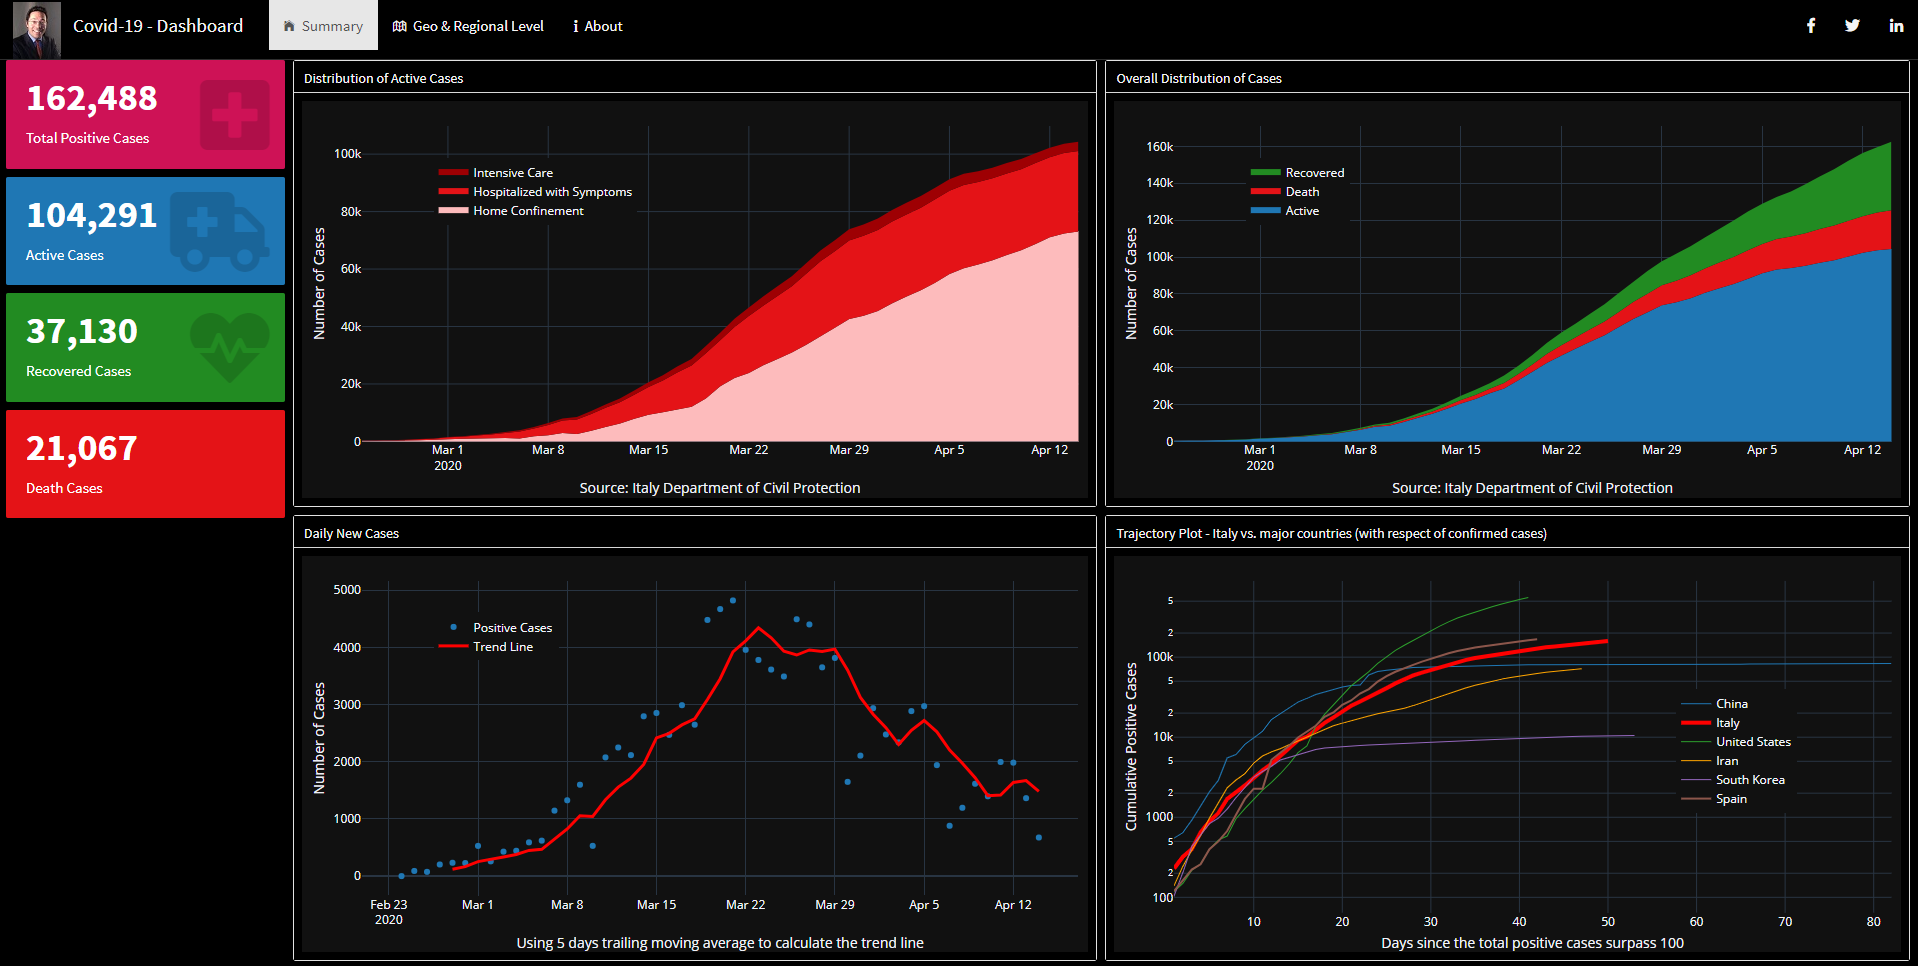 Covid-19 - Dashboard
Summary
Geo & Regional Level
About
162,488
Total Positive Cases
104,291
Active Cases
37,130
Recovered Cases
21,067
Death Cases
Distribution of Active Cases
Number of Cases
100k
80k
60k
40k
20k
0
Intensive Care
Hospitalized with Symptoms
Home Confinement
Mar 1
2020
Mar 8
Mar 15
Mar 22
Mar 29
Apr 5
Apr 12
Source: Italy Department of Civil Protection
Overall Distribution of Cases
Number of Cases
160k
140k
120k
100k
80k
60k
40k
20k
0
Recovered
Death
Active
Mar 1
2020
Mar 8
Mar 15
Mar 22
Mar 29
Apr 5
Apr 12
Source: Italy Department of Civil Protection
Daily New Cases
Number of Cases
5000
4000
3000
2000
1000
0
Positive Cases
Trend Line
Feb 23
2020
Mar 1
Mar 8
Mar 15
Mar 22
Mar 29
Apr 5
Apr 12
Using 5 days trailing moving average to calculate the trend line
Trajectory Plot - Italy vs. major countries (with respect of confirmed cases)
Cumulative Positive Cases
5
2
100k
5
2
10k
5
2
1000
5
2
100
China
Italy
United States
Iran
South Korea
Spain
10
20
30
40
50
60
70
80
Days since the total positive cases surpass 100